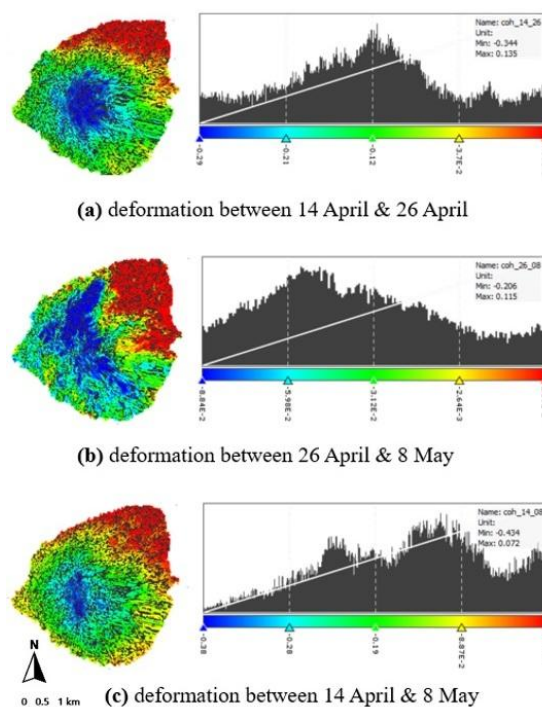 Name: coh_14_26
Unit:
Min: -0.344
Max: 0.135
-0.29
-0.21
-0.12
-3.7E-2
(a) deformation between 14 April & 26 April
Name: coh_26_08
Unit:
Min: -0.206
Max: 0.115
-8.84E-2
-5.98E-2
-3.12E-2
-2.64E-3
(b) deformation between 26 April & 8 May
Name: coh_14_08
Unit:
Min: -0.434
Max: 0.072
-0.38
-0.28
-0.19
-8.87E-2
N
0 0.5 1 km
(c) deformation between 14 April & 8 May